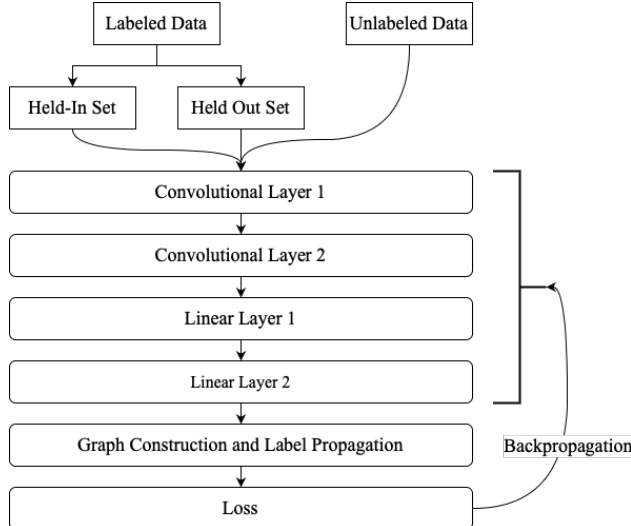 Labeled Data
Unlabeled Data
Held-In Set
Held Out Set
Convolutional Layer 1
Convolutional Layer 2
Linear Layer 1
Linear Layer 2
Graph Construction and Label Propagation
Backpropagation
Loss